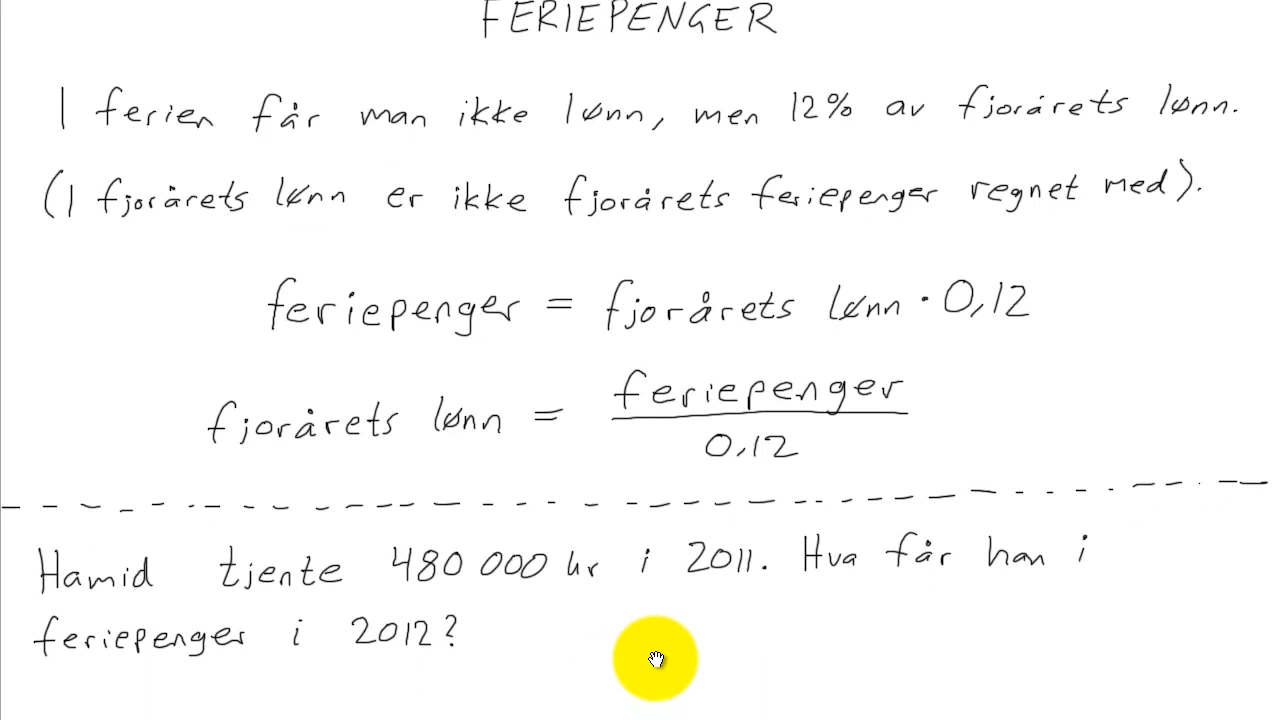 FERIEPENGER
I ferien får man ikke lønn, men 12% av fjorårets lønn.
(I fjorårets lønn er ikke fjorårets feriepenger regnet med).
feriepenger = fjorårets lønn · 0,12
fjorårets lønn = feriepenger
0,12
Hamid tjente 480 000 kr i 2011. Hva får han i
feriepenger i 2012?